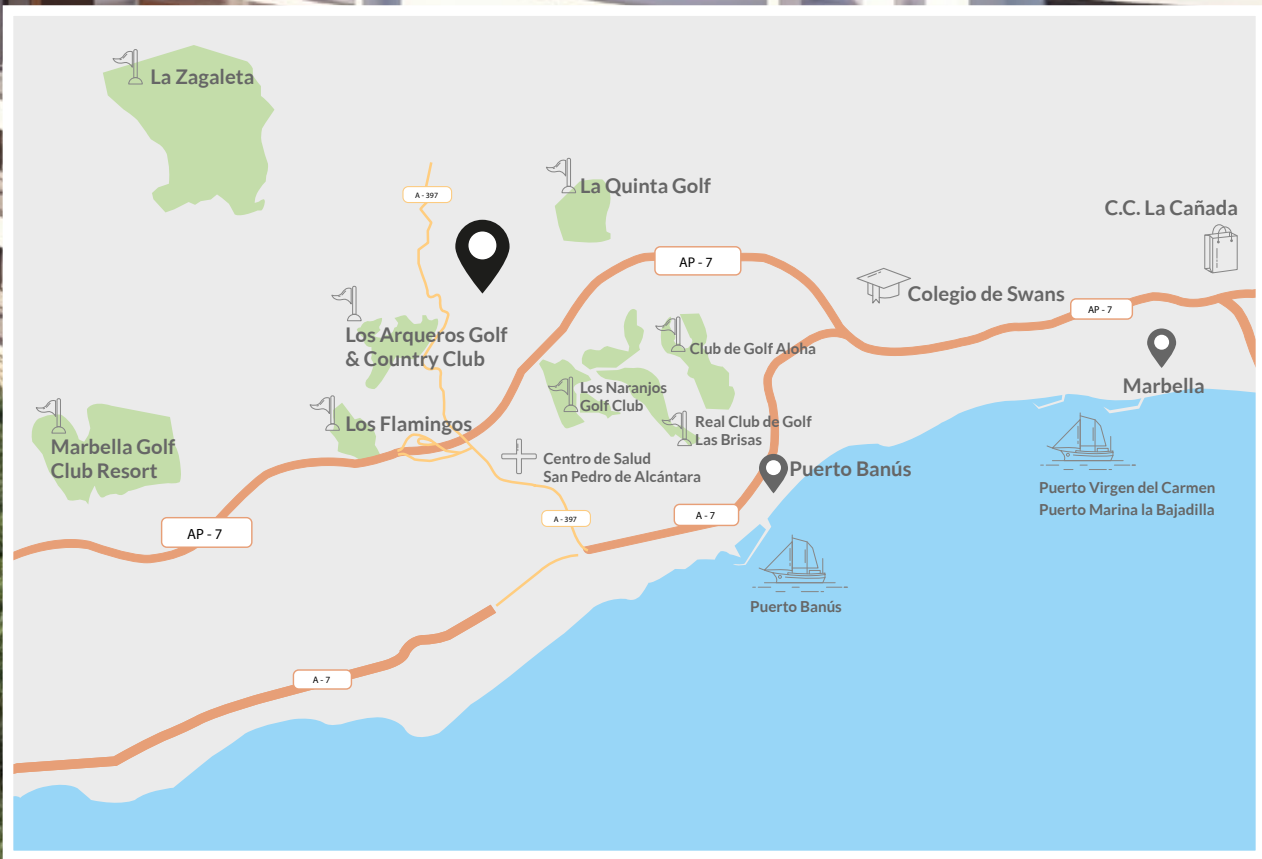 La Zagaleta
A - 397
La Quinta Golf
C.C. La Cañada
AP - 7
Colegio de Swans
AP - 7
Los Arqueros Golf
& Country Club
Club de Golf Aloha
Marbella
Los Naranjos
Golf Club
Los Flamingos
Real Club de Golf
Las Brisas
Marbella Golf
Club Resort
Centro de Salud
San Pedro de Alcántara
Puerto Banús
Puerto Virgen del Carmen
Puerto Marina la Bajadilla
AP - 7
A - 397
A - 7
Puerto Banús
A - 7